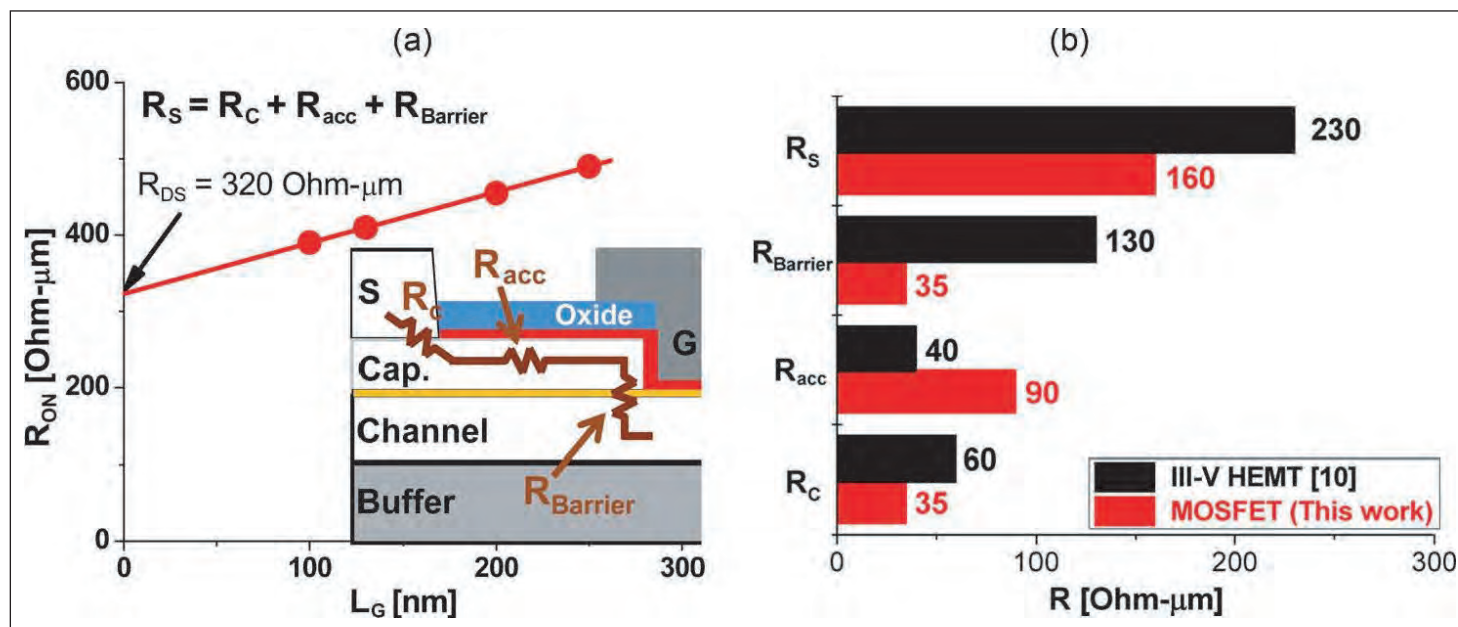 (a)
600
R_S = R_C + R_acc + R_Barrier
R_DS = 320 Ohm-μm
400
200
0
R_ON [Ohm-μm]
S
R_c
R_acc
Oxide
G
Cap.
Channel
R_Barrier
Buffer
0
100
200
300
L_G [nm]
(b)
R_S
230
160
R_Barrier
130
35
R_acc
40
90
R_C
60
35
III-V HEMT [10]
MOSFET (This work)
0
100
200
300
R [Ohm-μm]